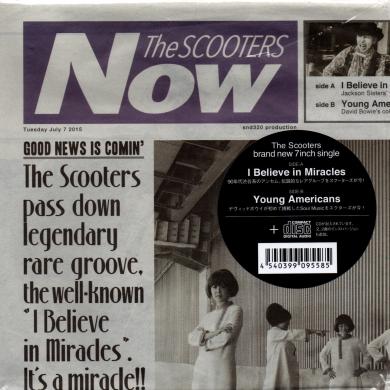 The SCOOTERS
Now
side A I Believe in
Jackson Sisters'
side B Young Amer
David Bowie's co
Tuesday July 7 2015
snd320 production
GOOD NEWS IS COMIN'
The Scooters
pass down
legendary
rare groove,
the well-known
"I Believe
in Miracles".
It's a miracle!!
The Scooters
brand new 7inch single
SIDE A
I Believe in Miracles
SIDE B
Young Americans
+
COMPACT
disc
DIGITAL AUDIO
4 540399 095585